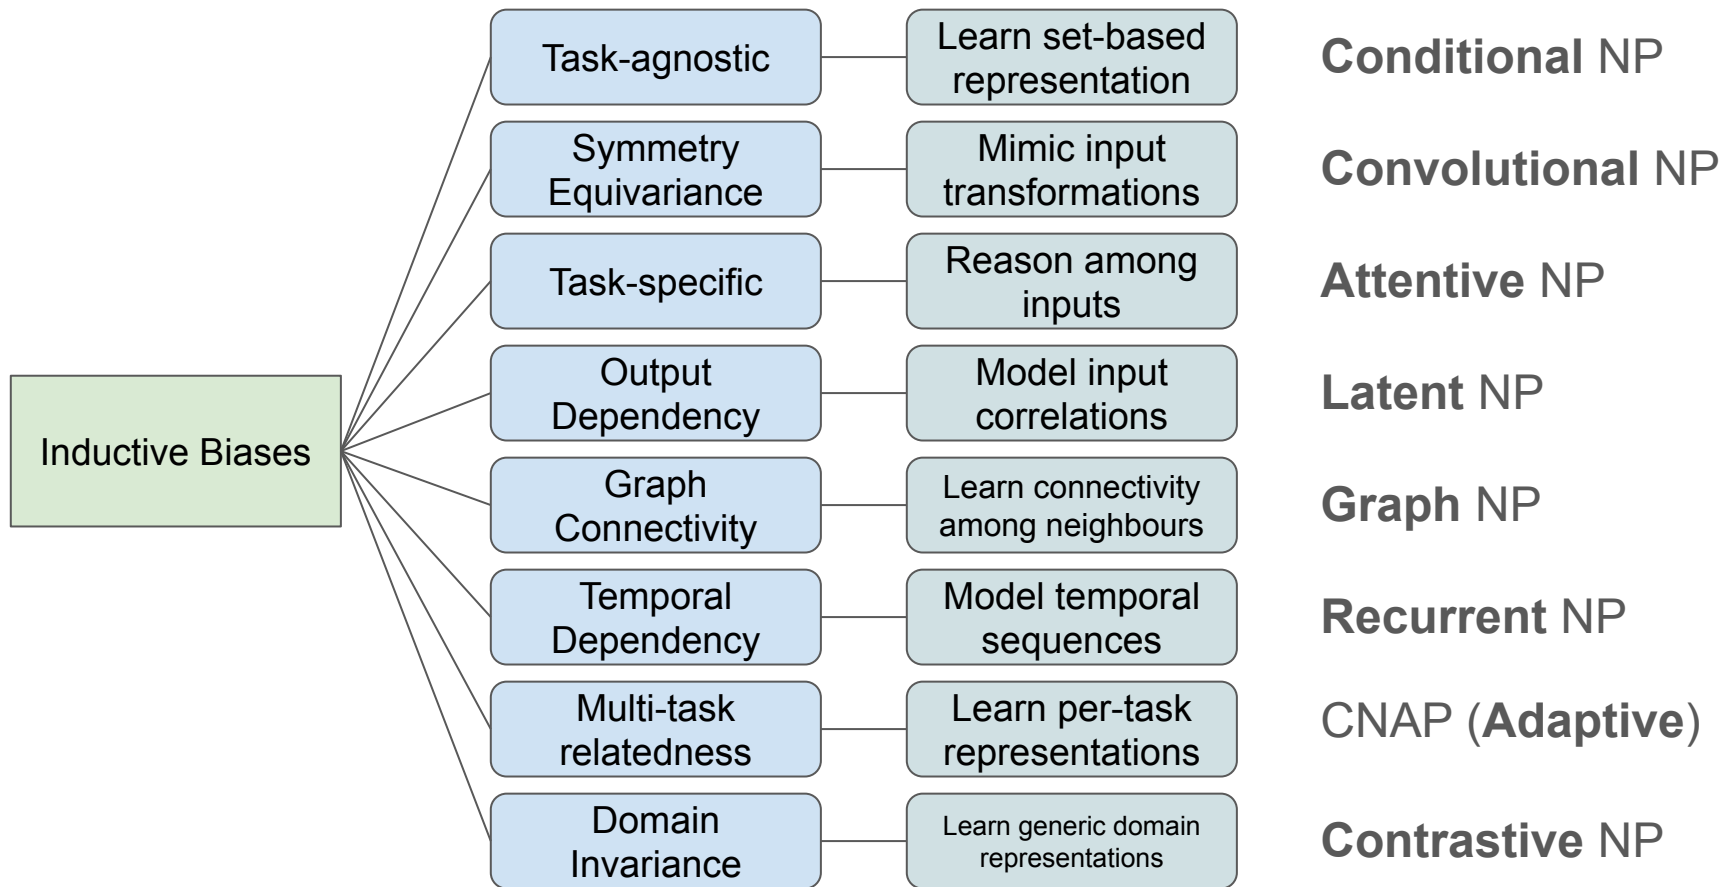 Inductive Biases
Task-agnostic
Learn set-based
representation
Conditional NP
Symmetry
Equivariance
Mimic input
transformations
Convolutional NP
Task-specific
Reason among
inputs
Attentive NP
Output
Dependency
Model input
correlations
Latent NP
Graph
Connectivity
Learn connectivity
among neighbours
Graph NP
Temporal
Dependency
Model temporal
sequences
Recurrent NP
Multi-task
relatedness
Learn per-task
representations
CNAP (Adaptive)
Domain
Invariance
Learn generic domain
representations
Contrastive NP